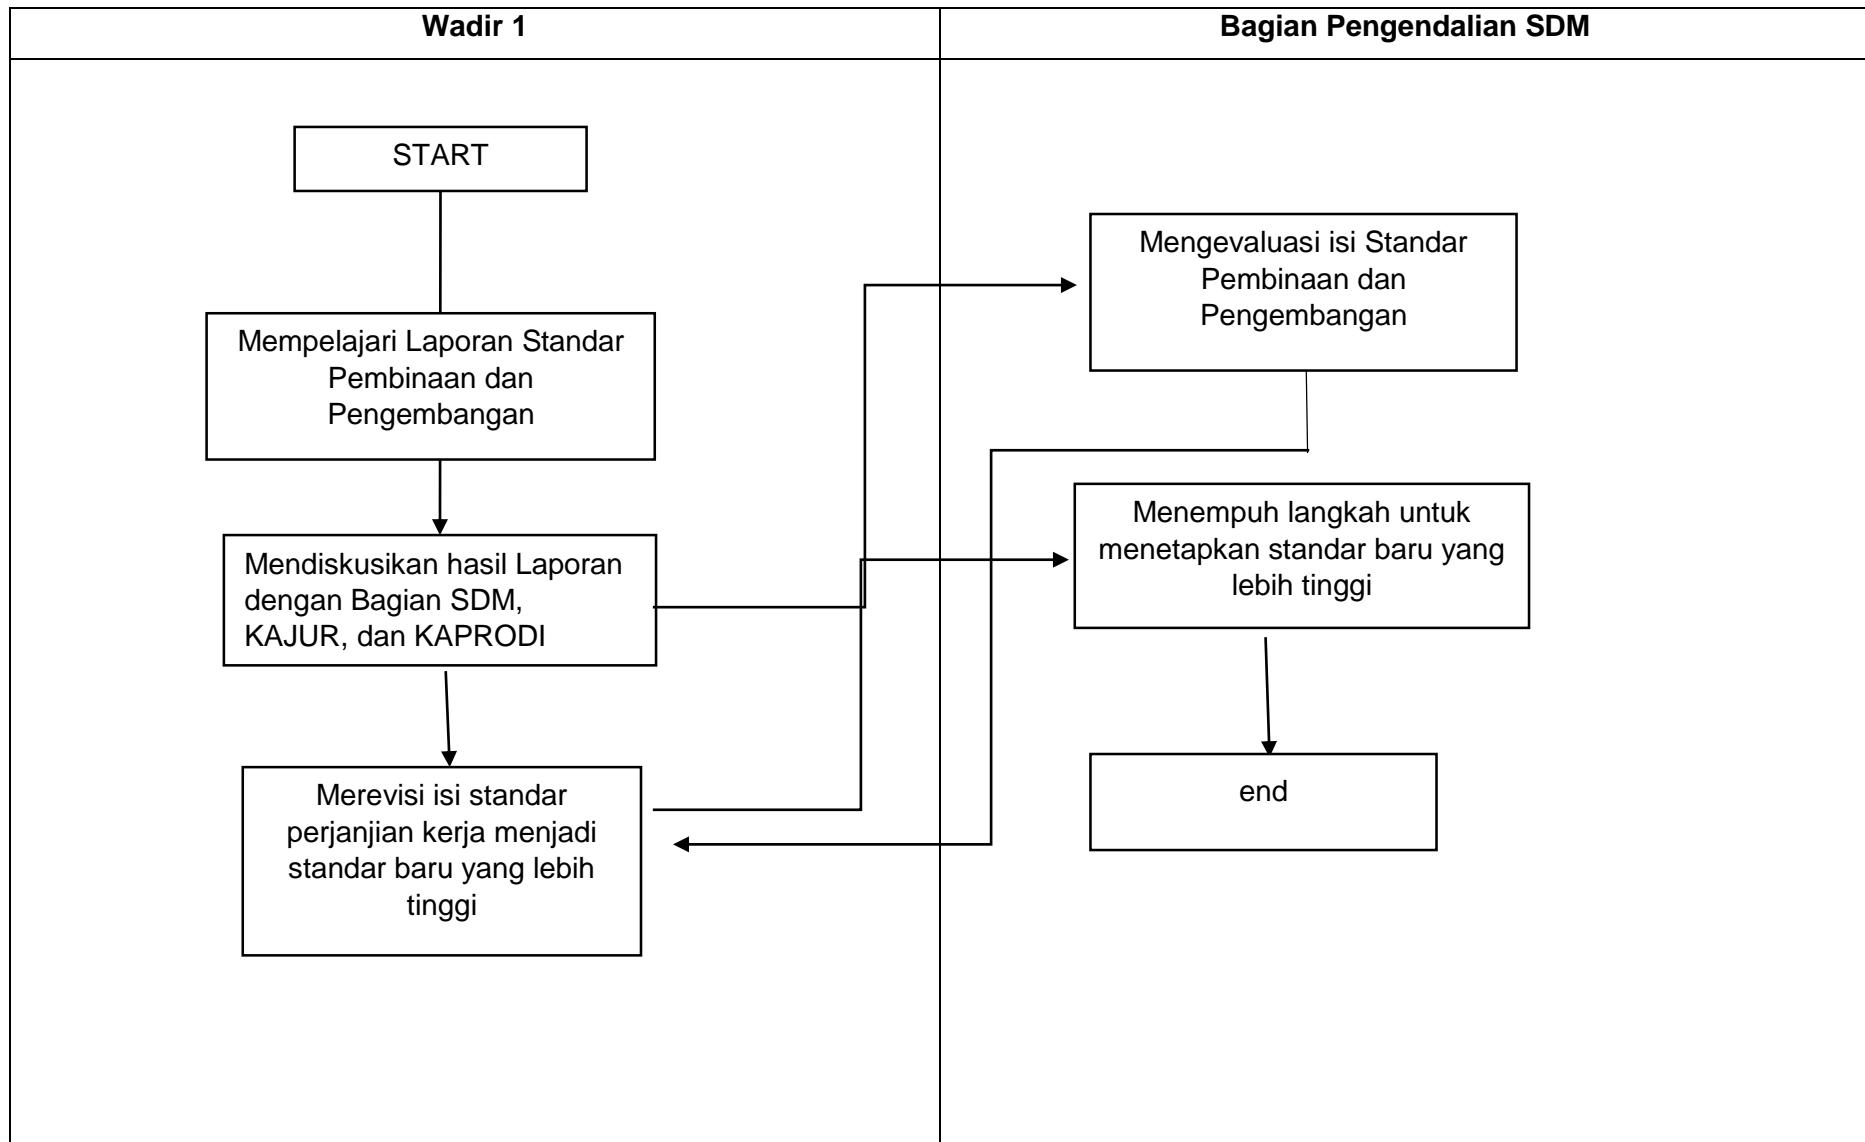 Wadir 1
Bagian Pengendalian SDM
START
Mempelajari Laporan Standar
Pembinaan dan
Pengembangan
Mendiskusikan hasil Laporan
dengan Bagian SDM,
KAJUR, dan KAPRODI
Merevisi isi standar
perjanjian kerja menjadi
standar baru yang lebih
tinggi
Mengevaluasi isi Standar
Pembinaan dan
Pengembangan
Menempuh langkah untuk
menetapkan standar baru yang
lebih tinggi
end